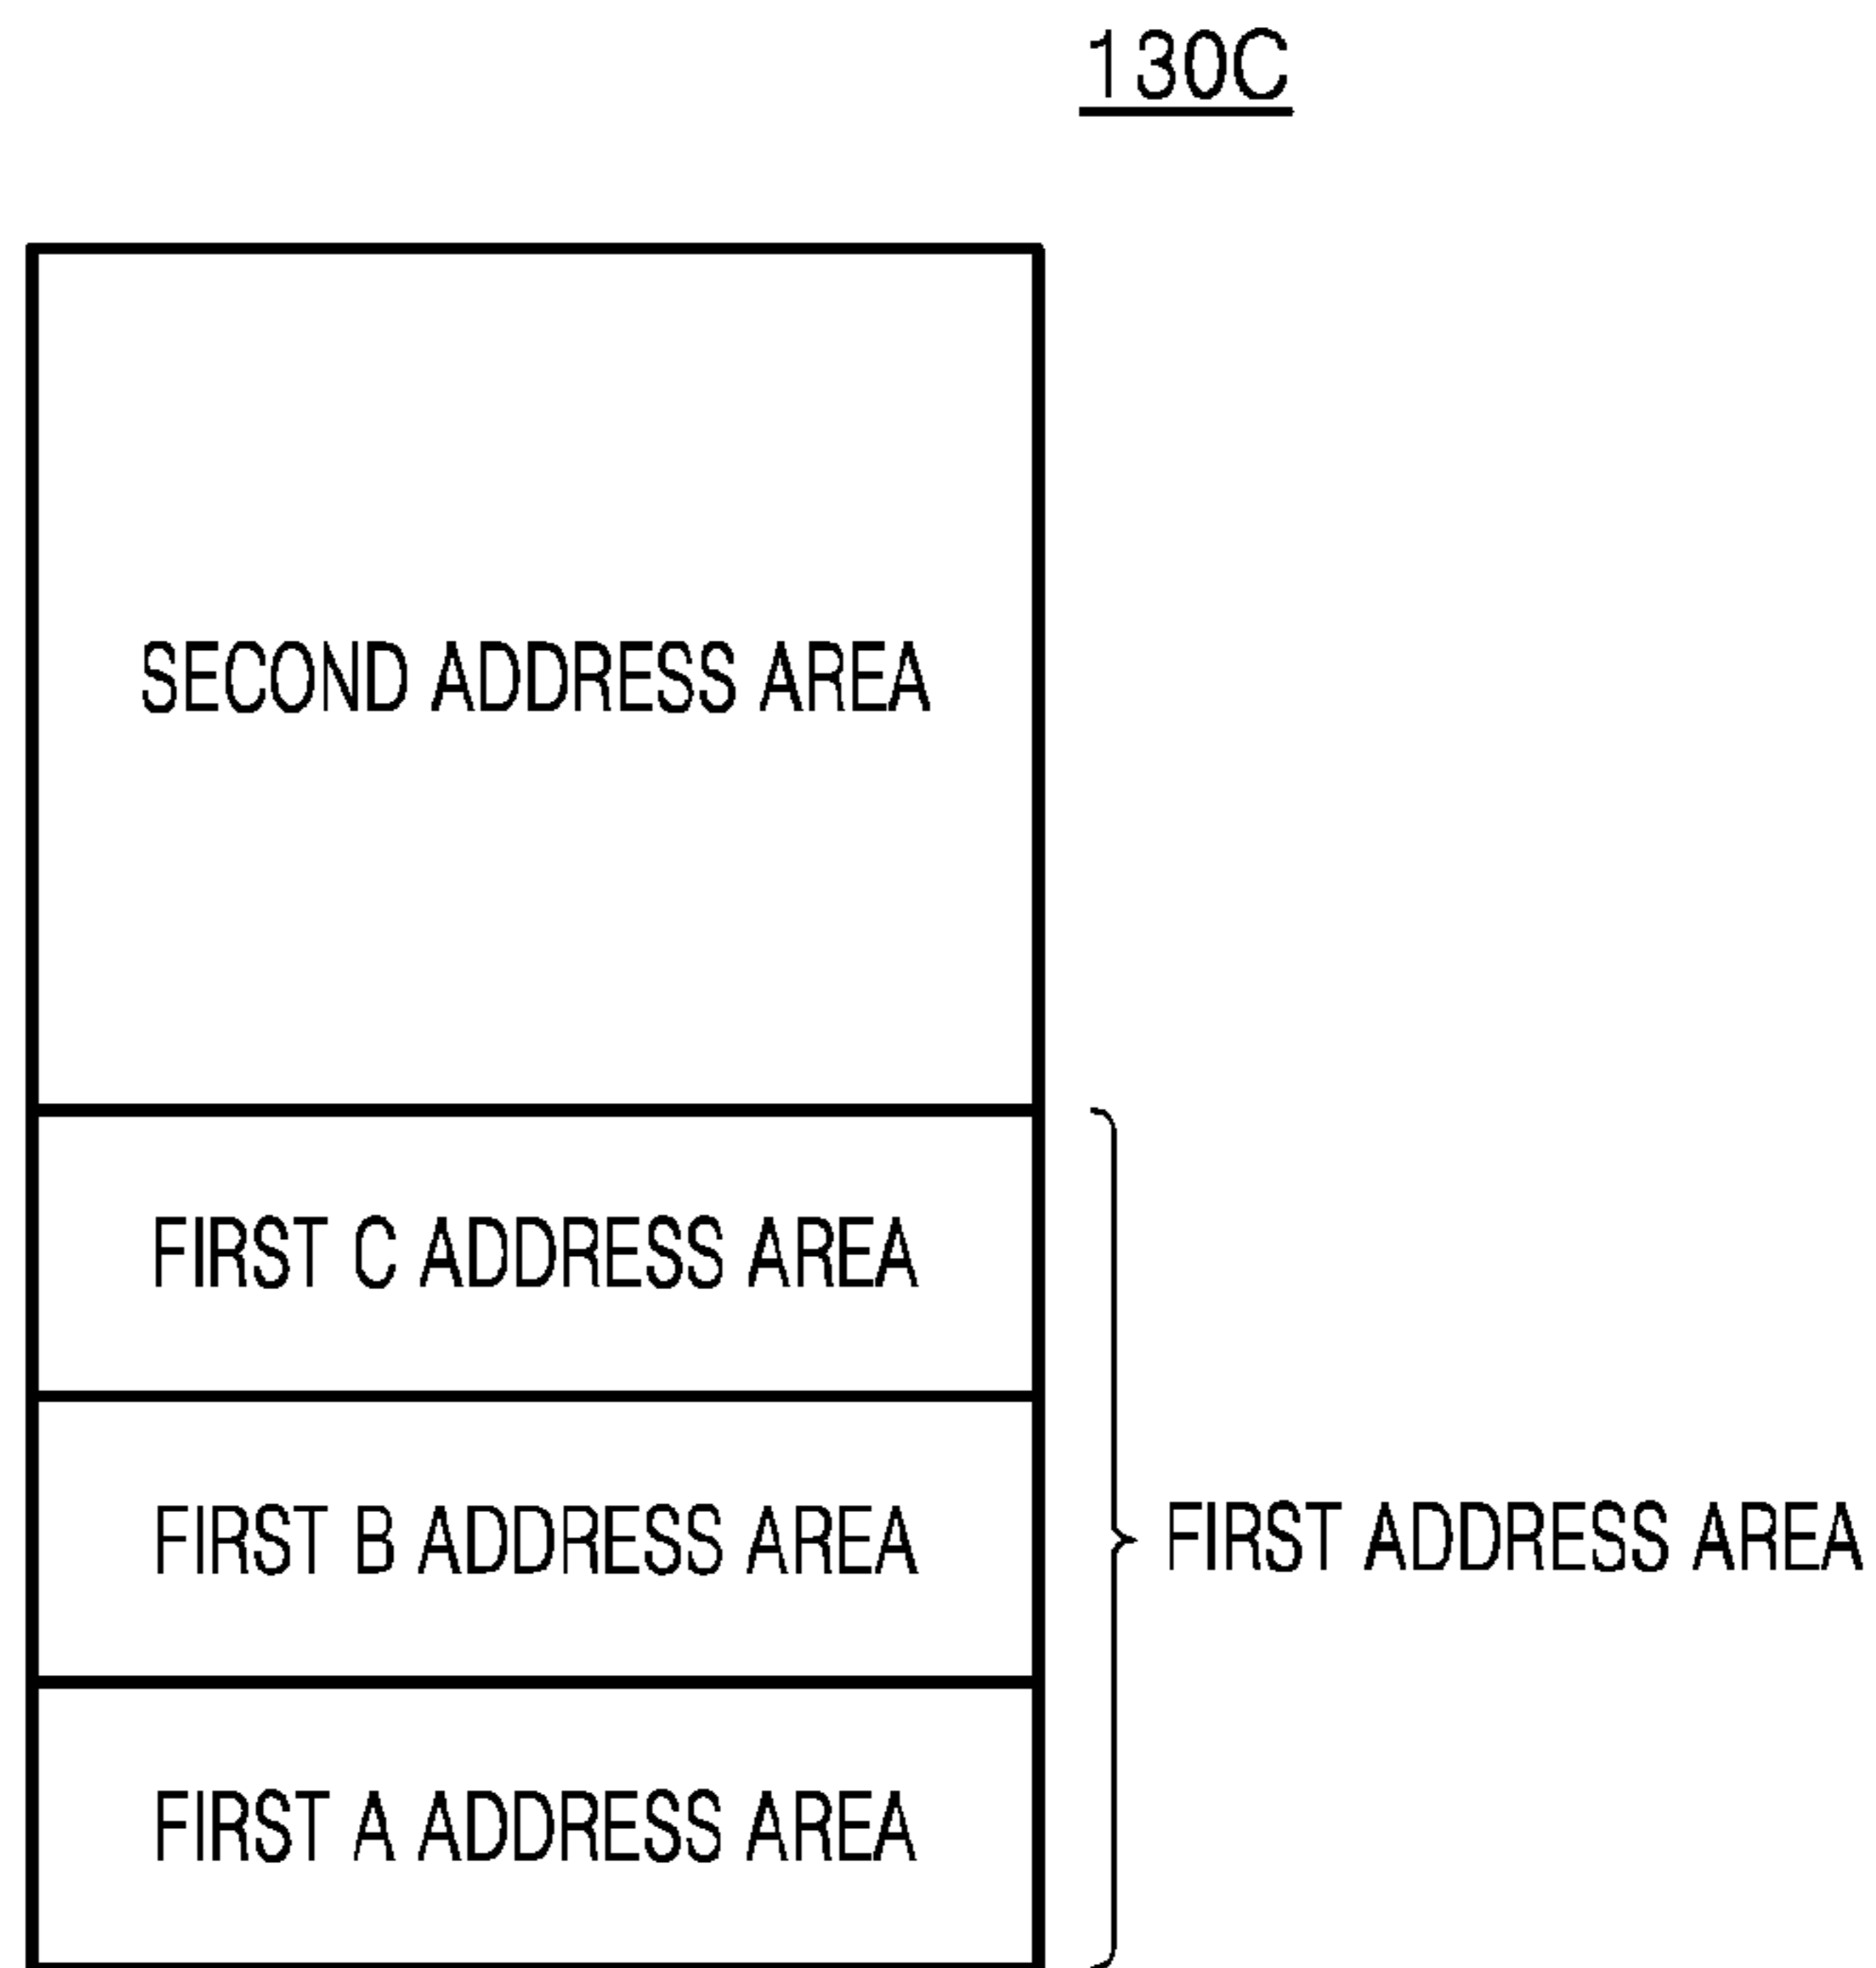 130C
SECOND ADDRESS AREA
FIRST C ADDRESS AREA
FIRST B ADDRESS AREA
FIRST ADDRESS AREA
FIRST A ADDRESS AREA